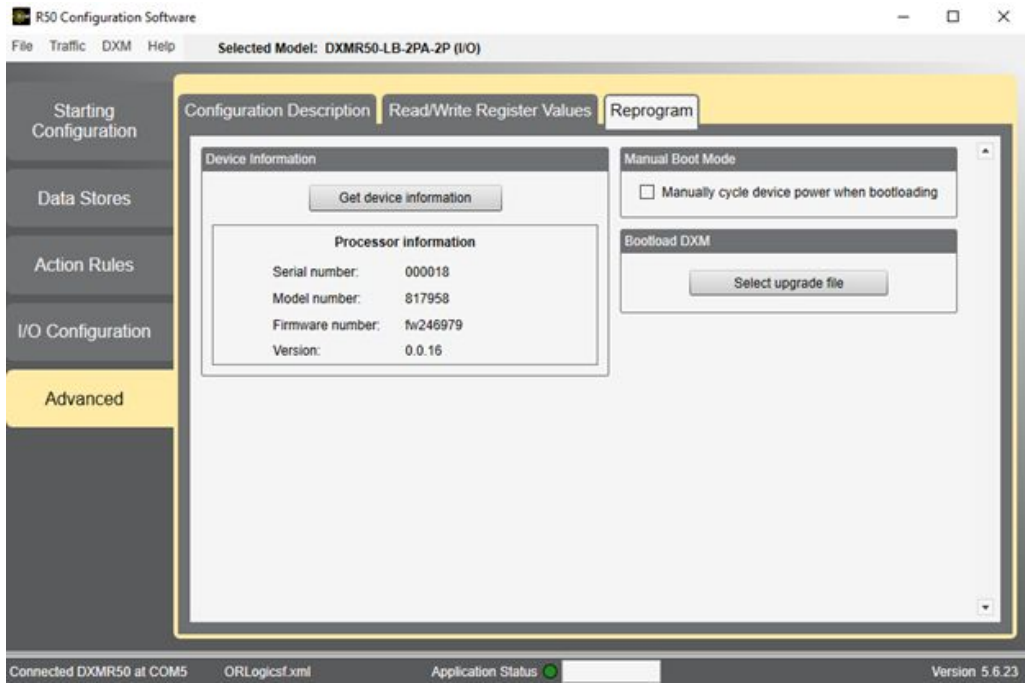 R50 Configuration Software
File Traffic DXM Help Selected Model: DXMR50-LB-2PA-2P (I/O)
Starting
Configuration
Data Stores
Action Rules
I/O Configuration
Advanced
Configuration Description Read/Write Register Values Reprogram
Device Information
Get device information
Processor information
Serial number: 000018
Model number: 817958
Firmware number: fw246979
Version: 0.0.16
Manual Boot Mode
Manually cycle device power when bootloading
Bootload DXM
Select upgrade file
Connected DXMR50 at COM5 ORLogicsf.xml Application Status Version 5.6.23